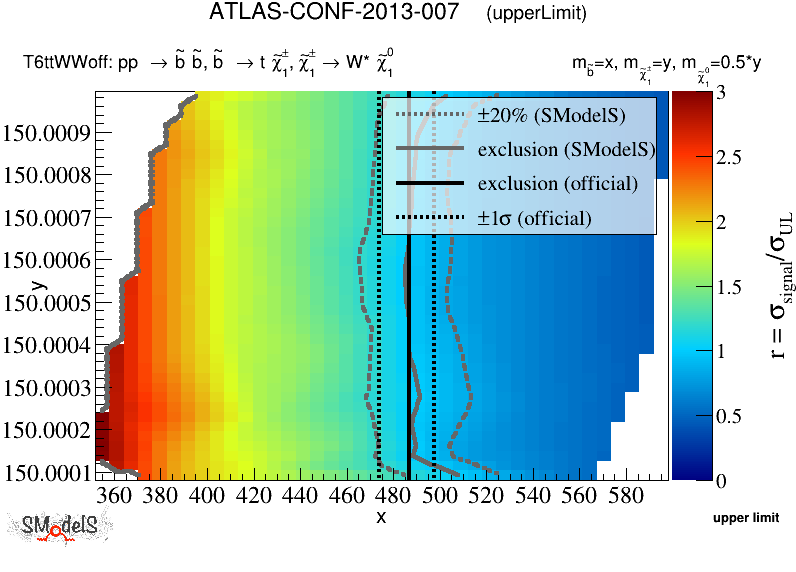 ATLAS-CONF-2013-007 (upperLimit)
T6ttWWoff: pp → b̃ b̃, b̃ → t χ̃₁^±, χ̃₁^± → W* χ̃₁⁰
m_b̃=x, m_χ̃₁^±=y, m_χ̃₁⁰=0.5*y
±20% (SModelS)
exclusion (SModelS)
exclusion (official)
±1σ (official)
150.0009
150.0008
150.0007
150.0006
150.0005
150.0004
150.0003
150.0002
150.0001
y
360 380 400 420 440 460 480 500 520 540 560 580
x
3
2.5
2
1.5
1
0.5
0
r = σ_signal/σ_UL
SModelS
upper limit